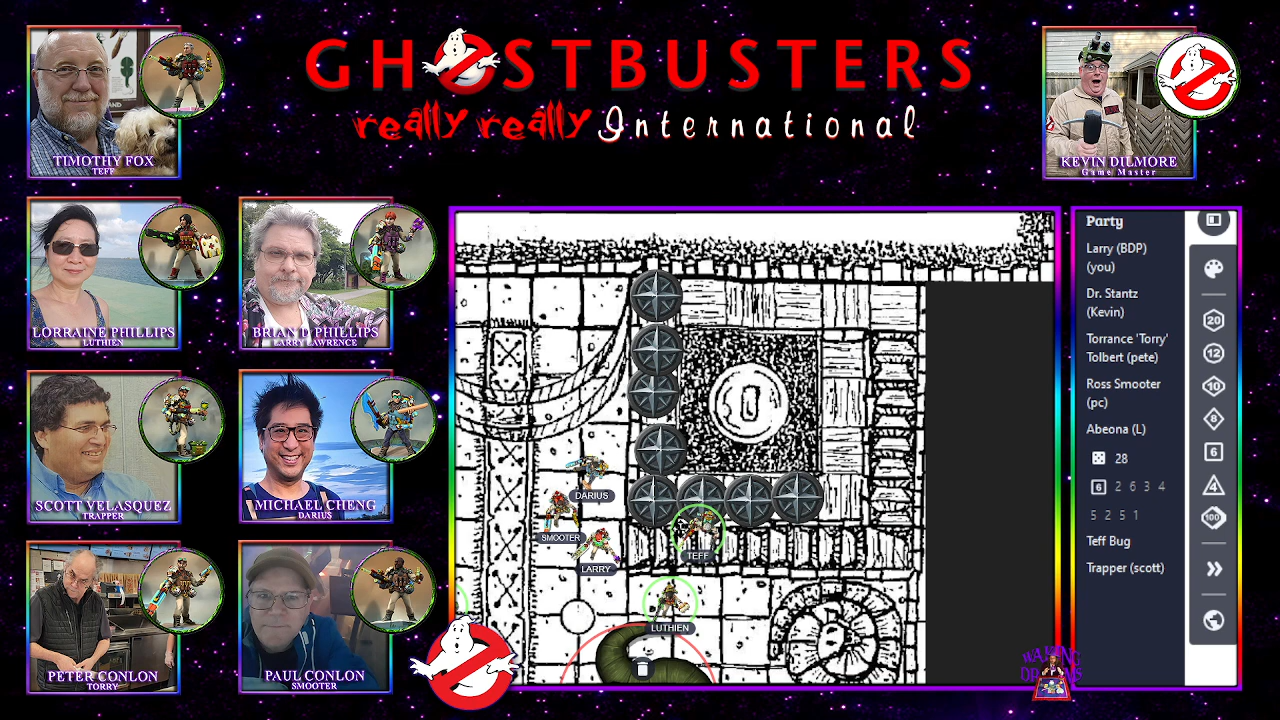 GHOSTBUSTERS
really really International
TIMOTHY FOX
TEFF
KEVIN DILMORE
Game Master
LORRAINE PHILLIPS
LUTHIEN
BRIAN D PHILLIPS
LARRY LAWRENCE
SCOTT VELASQUEZ
TRAPPER
MICHAEL CHENG
DARIUS
PETER CONLON
TORRY
PAUL CONLON
SMOOTER
DARIUS
SMOOTER
LARRY
TEFF
LUTHIEN
WAKING
DREAMS
Party
Larry (BDP)
(you)
Dr. Stantz
(Kevin)
Torrance 'Torry'
Tolbert (pete)
Ross Smooter
(pc)
Abeona (L)
28
6 2 6 3 4
5 2 5 1
Teff Bug
Trapper (scott)
20
12
10
8
6
4
100